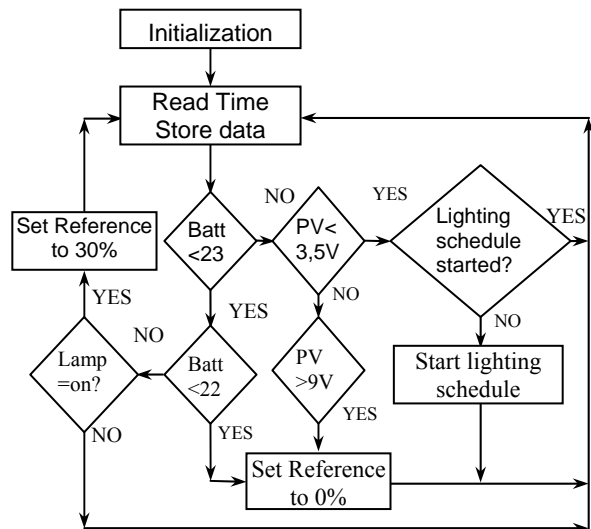 Initialization
Read Time
Store data
Set Reference
to 30%
Batt
<23
NO
PV<
3,5V
YES
Lighting
schedule
started?
YES
YES
YES
NO
NO
Lamp
=on?
NO
Batt
<22
PV
>9V
Start lighting
schedule
NO
YES
YES
Set Reference
to 0%